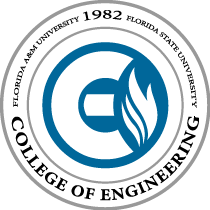 FLORIDA A&M UNIVERSITY 1982 FLORIDA STATE UNIVERSITY
COLLEGE OF ENGINEERING